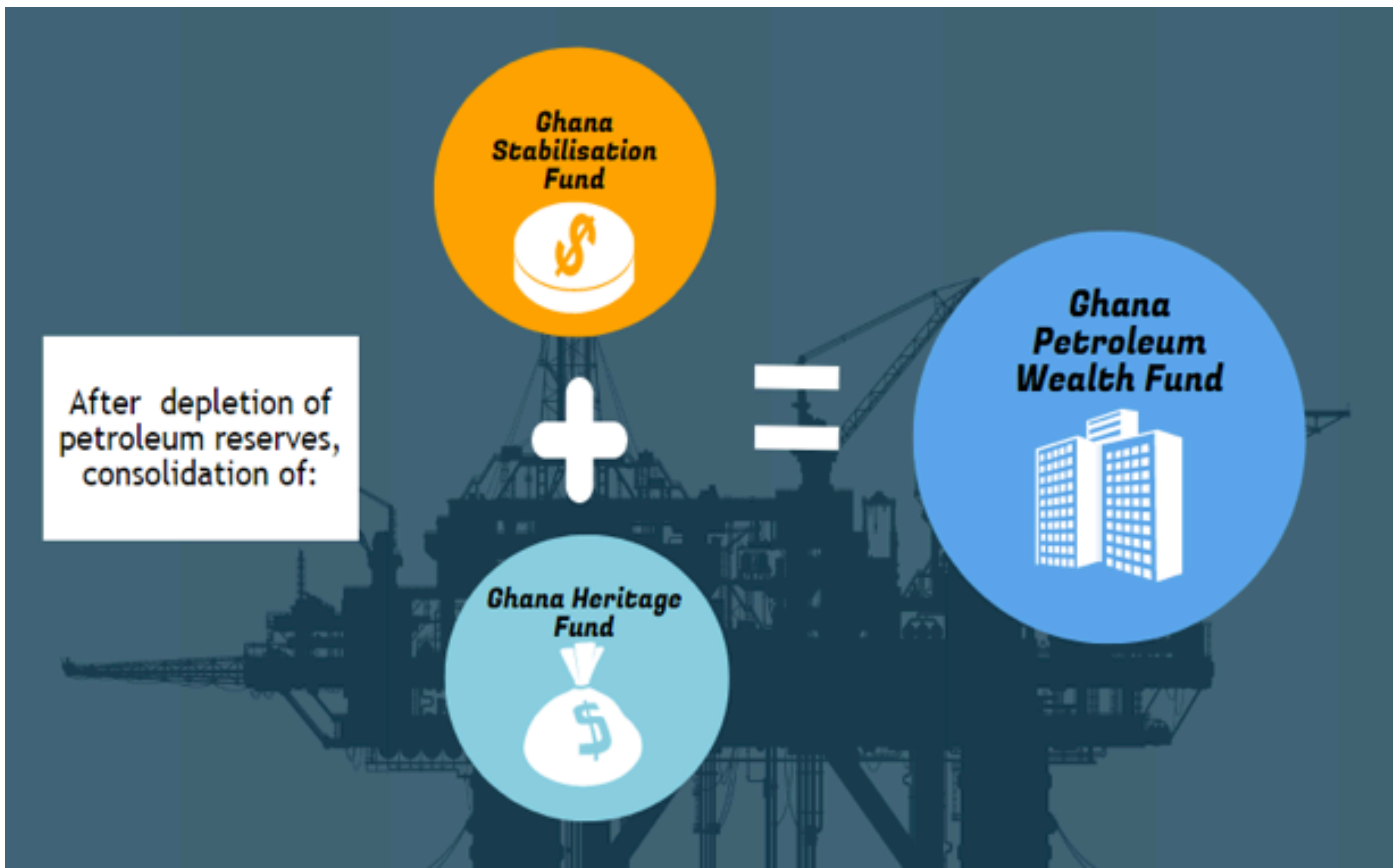 After depletion of
petroleum reserves,
consolidation of:
Ghana
Stabilisation
Fund
$
+
Ghana Heritage
Fund
$
=
Ghana
Petroleum
Wealth Fund